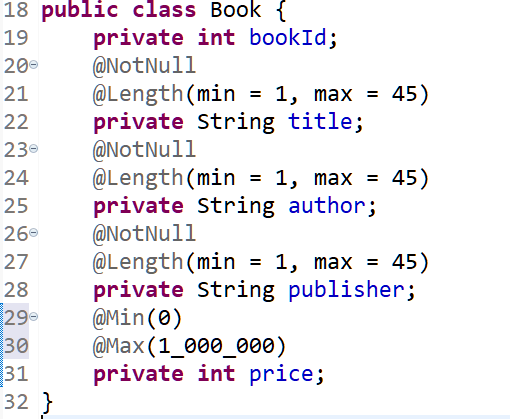 18 public class Book {
19     private int bookId;
20     @NotNull
21     @Length(min = 1, max = 45)
22     private String title;
23     @NotNull
24     @Length(min = 1, max = 45)
25     private String author;
26     @NotNull
27     @Length(min = 1, max = 45)
28     private String publisher;
29     @Min(0)
30     @Max(1_000_000)
31     private int price;
32 }